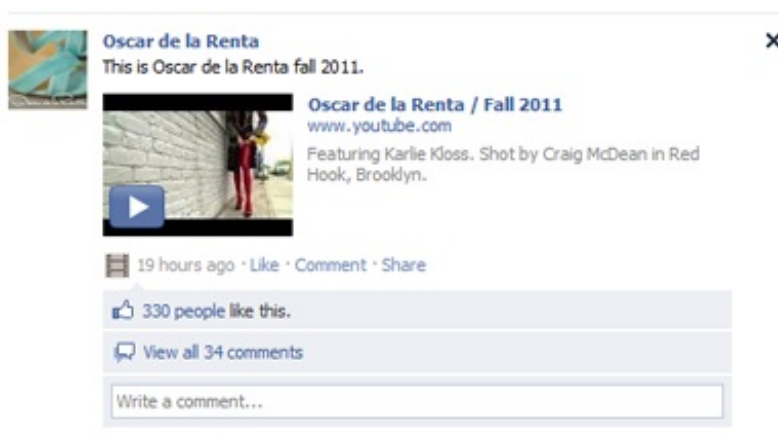 Oscar de la Renta
This is Oscar de la Renta fall 2011.
Oscar de la Renta / Fall 2011
www.youtube.com
Featuring Karlie Kloss. Shot by Craig McDean in Red
Hook, Brooklyn.
19 hours ago · Like · Comment · Share
330 people like this.
View all 34 comments
Write a comment...